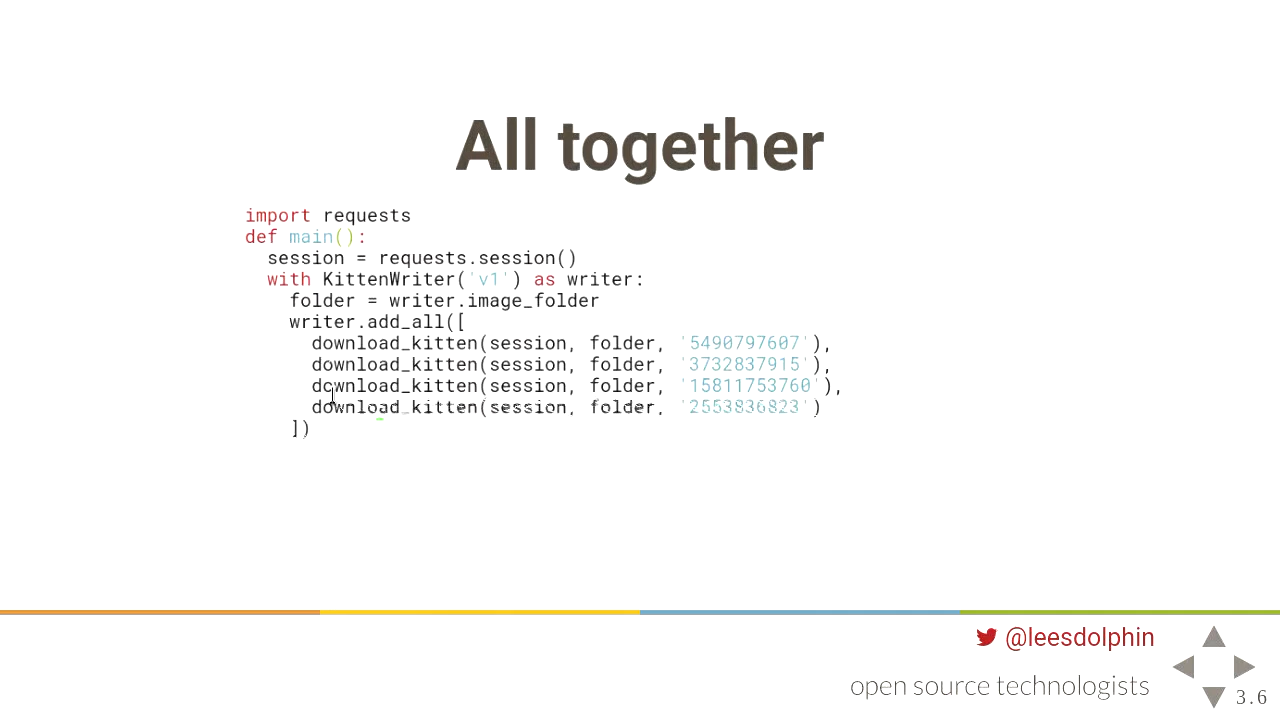 All together
import requests
def main():
  session = requests.session()
  with KittenWriter('v1') as writer:
    folder = writer.image_folder
    writer.add_all([
      download_kitten(session, folder, '5490797607'),
      download_kitten(session, folder, '3732837915'),
      download_kitten(session, folder, '15811753760'),
      download_kitten(session, folder, '2553836823')
    ])
@leesdolphin
open source technologists
3.6